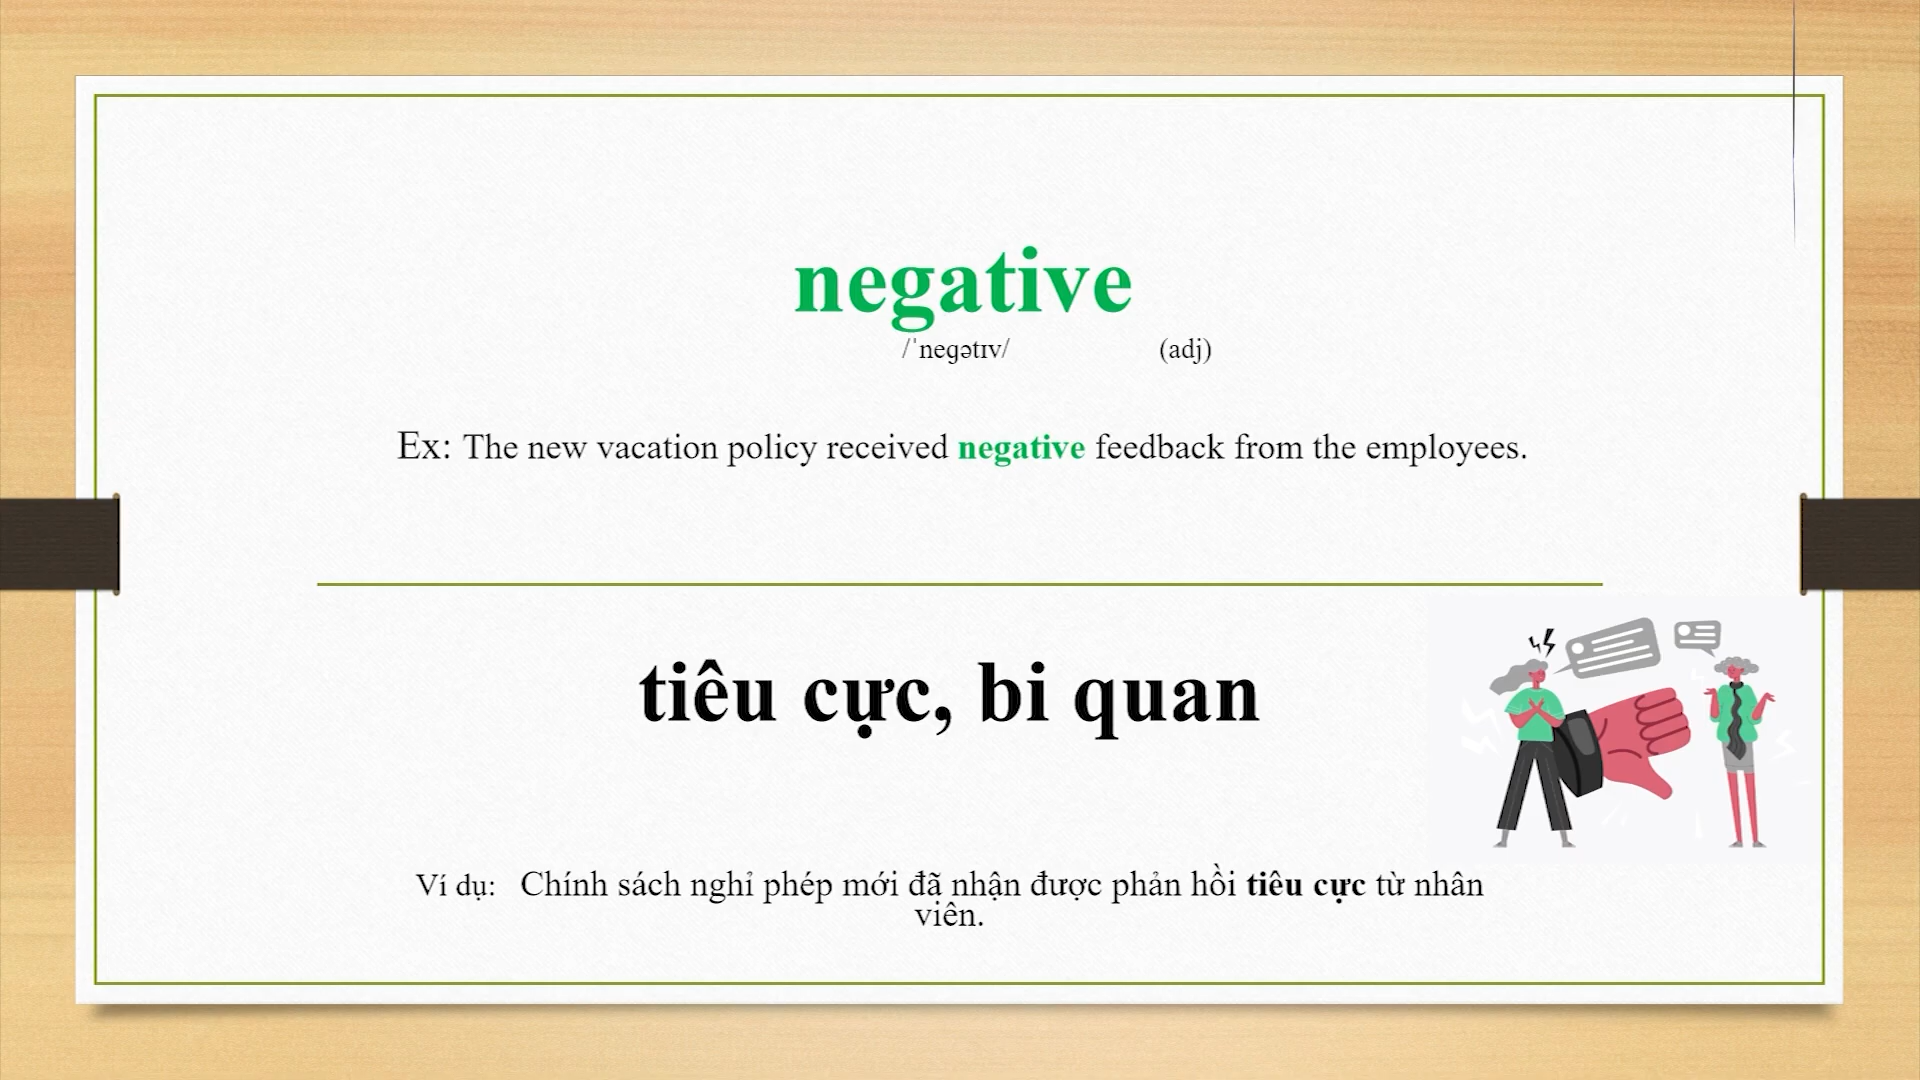 negative
/ˈneɡətɪv/ (adj)
Ex: The new vacation policy received negative feedback from the employees.
tiêu cực, bi quan
Ví dụ: Chính sách nghỉ phép mới đã nhận được phản hồi tiêu cực từ nhân
viên.